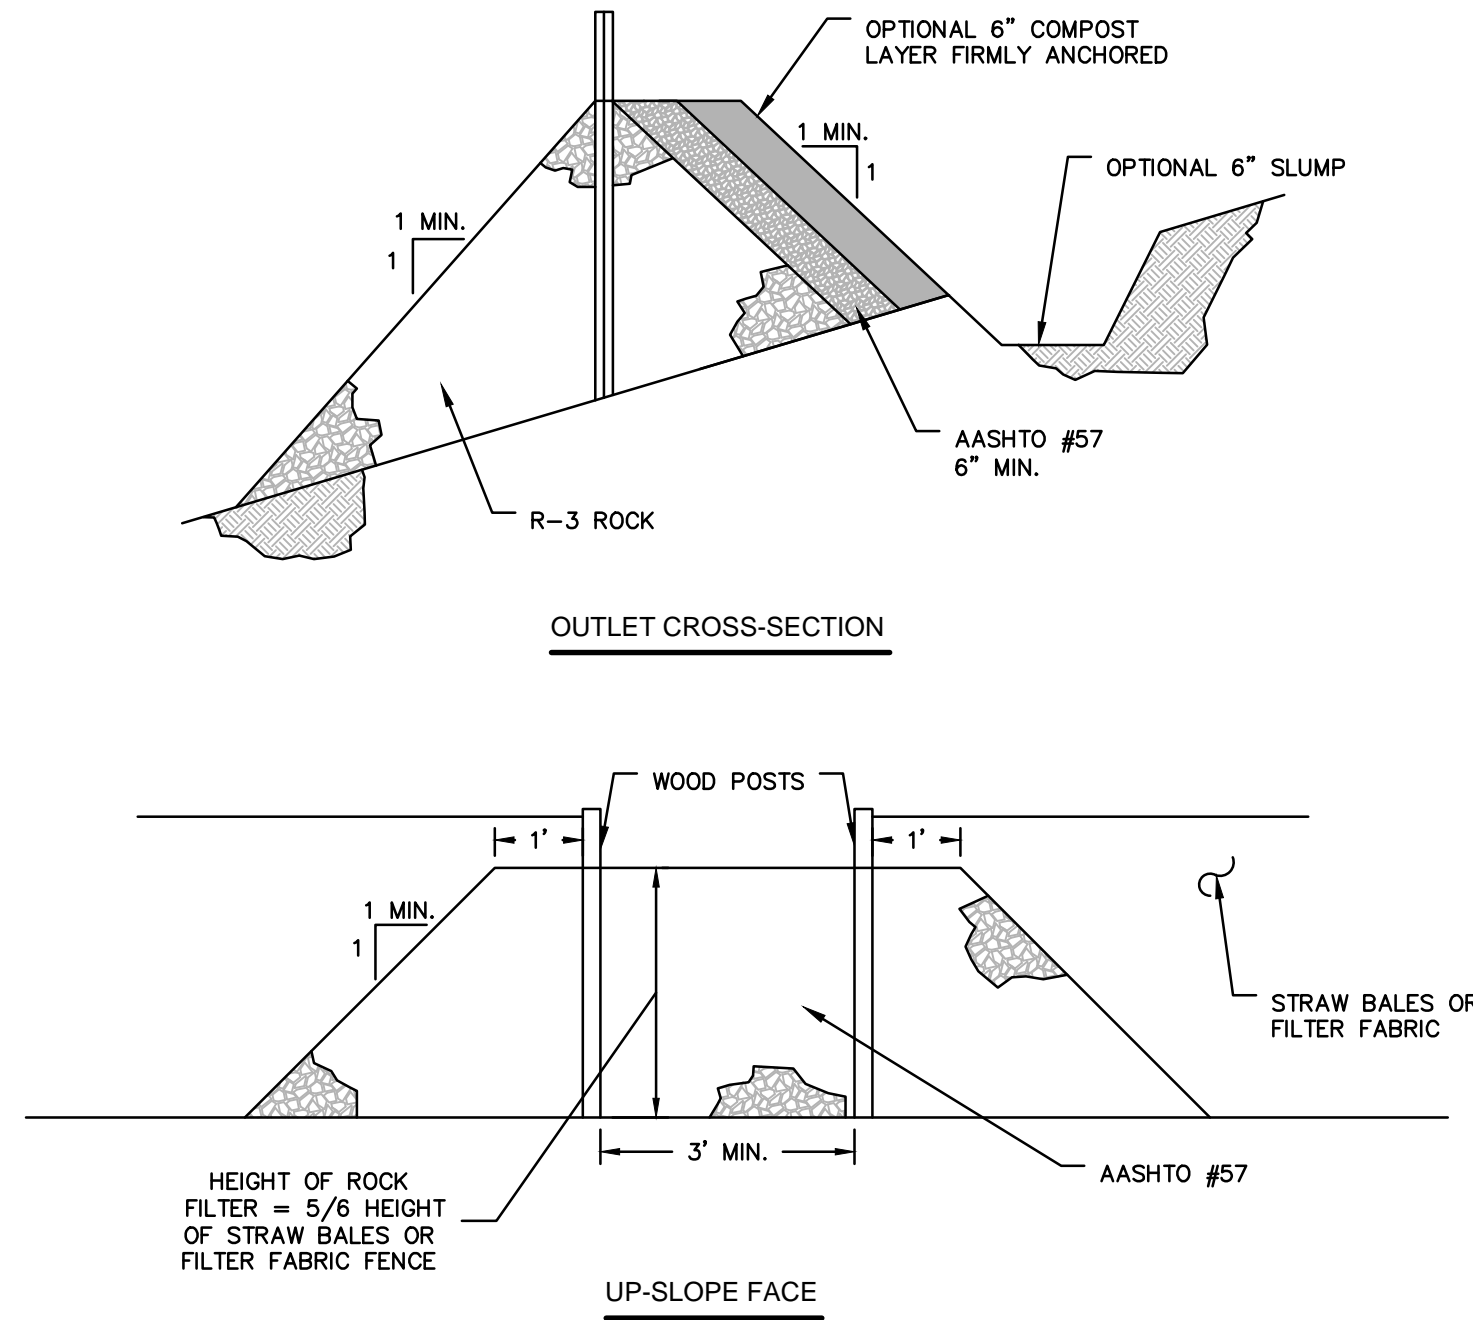 OPTIONAL 6" COMPOST
LAYER FIRMLY ANCHORED
1 MIN.
1
OPTIONAL 6" SLUMP
1 MIN.
1
AASHTO #57
6" MIN.
R-3 ROCK
OUTLET CROSS-SECTION
WOOD POSTS
1'
1'
1 MIN.
1
STRAW BALES OR
FILTER FABRIC
3' MIN.
AASHTO #57
HEIGHT OF ROCK
FILTER = 5/6 HEIGHT
OF STRAW BALES OR
FILTER FABRIC FENCE
UP-SLOPE FACE